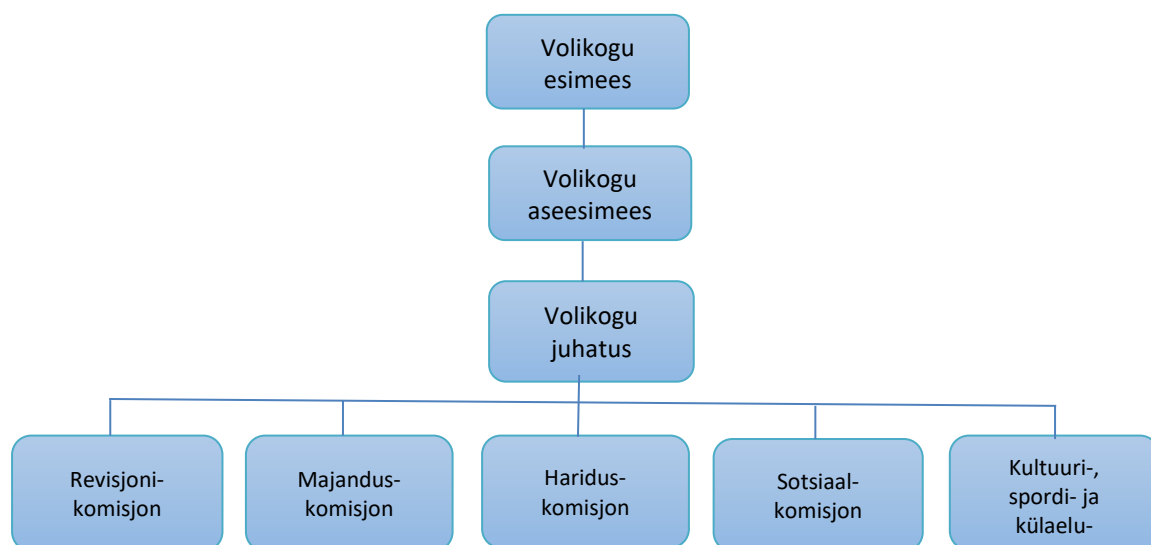 Volikogu
esimees
Volikogu
aseesimees
Volikogu
juhatus
Revisjoni-
komisjon
Majandus-
komisjon
Haridus-
komisjon
Sotsiaal-
komisjon
Kultuuri-,
spordi- ja
külaelu-